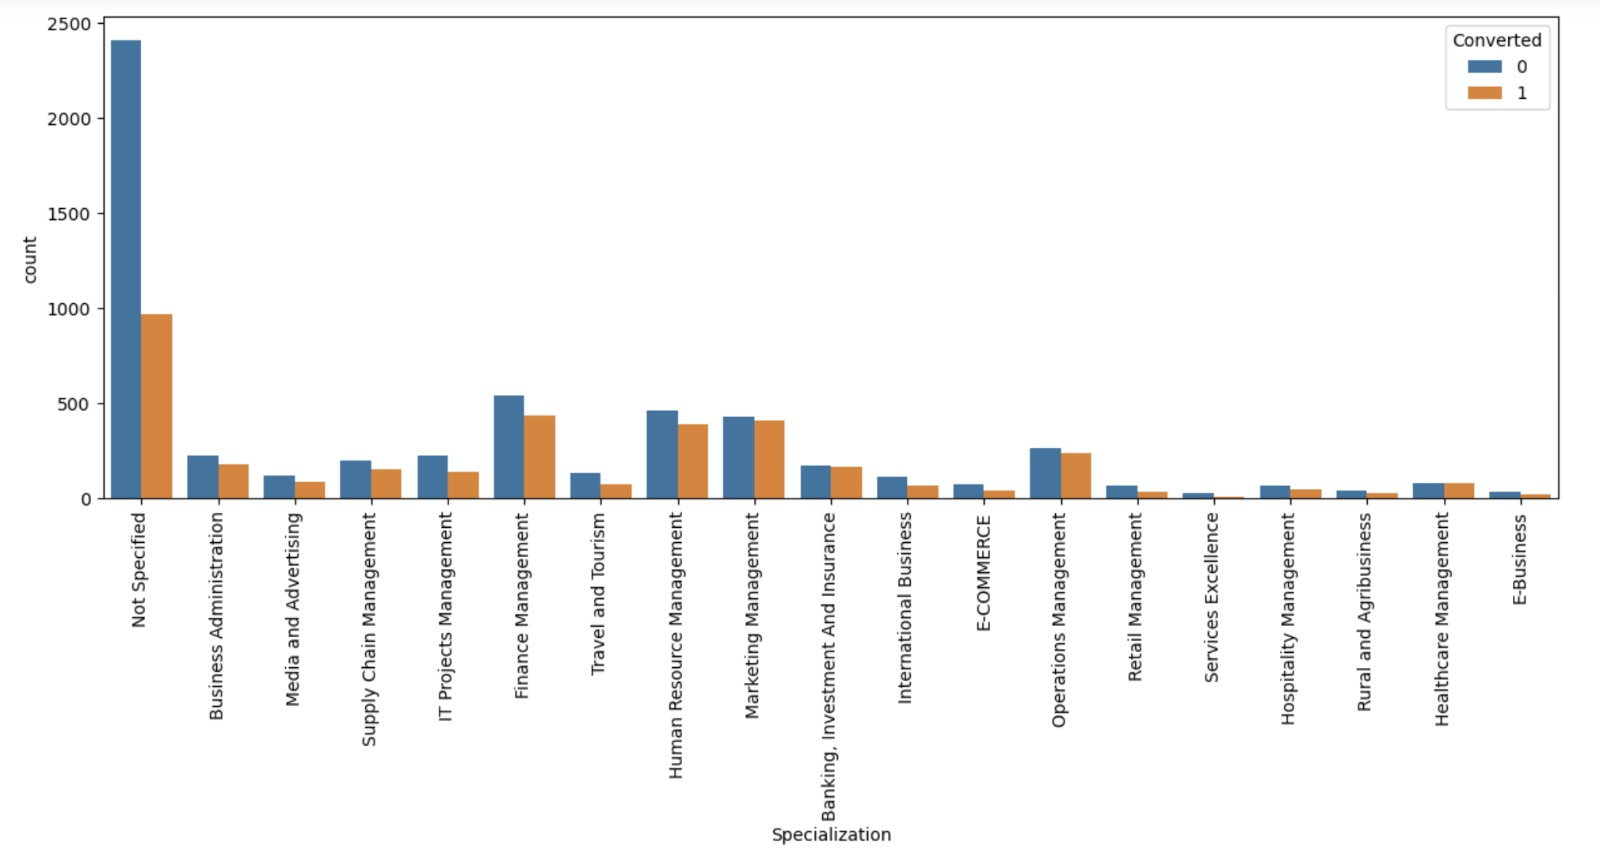 2500
2000
1500
1000
500
0
count
Converted
0
1
Not Specified
Business Administration
Media and Advertising
Supply Chain Management
IT Projects Management
Finance Management
Travel and Tourism
Human Resource Management
Marketing Management
Banking, Investment And Insurance
International Business
E-COMMERCE
Operations Management
Retail Management
Services Excellence
Hospitality Management
Rural and Agribusiness
Healthcare Management
E-Business
Specialization